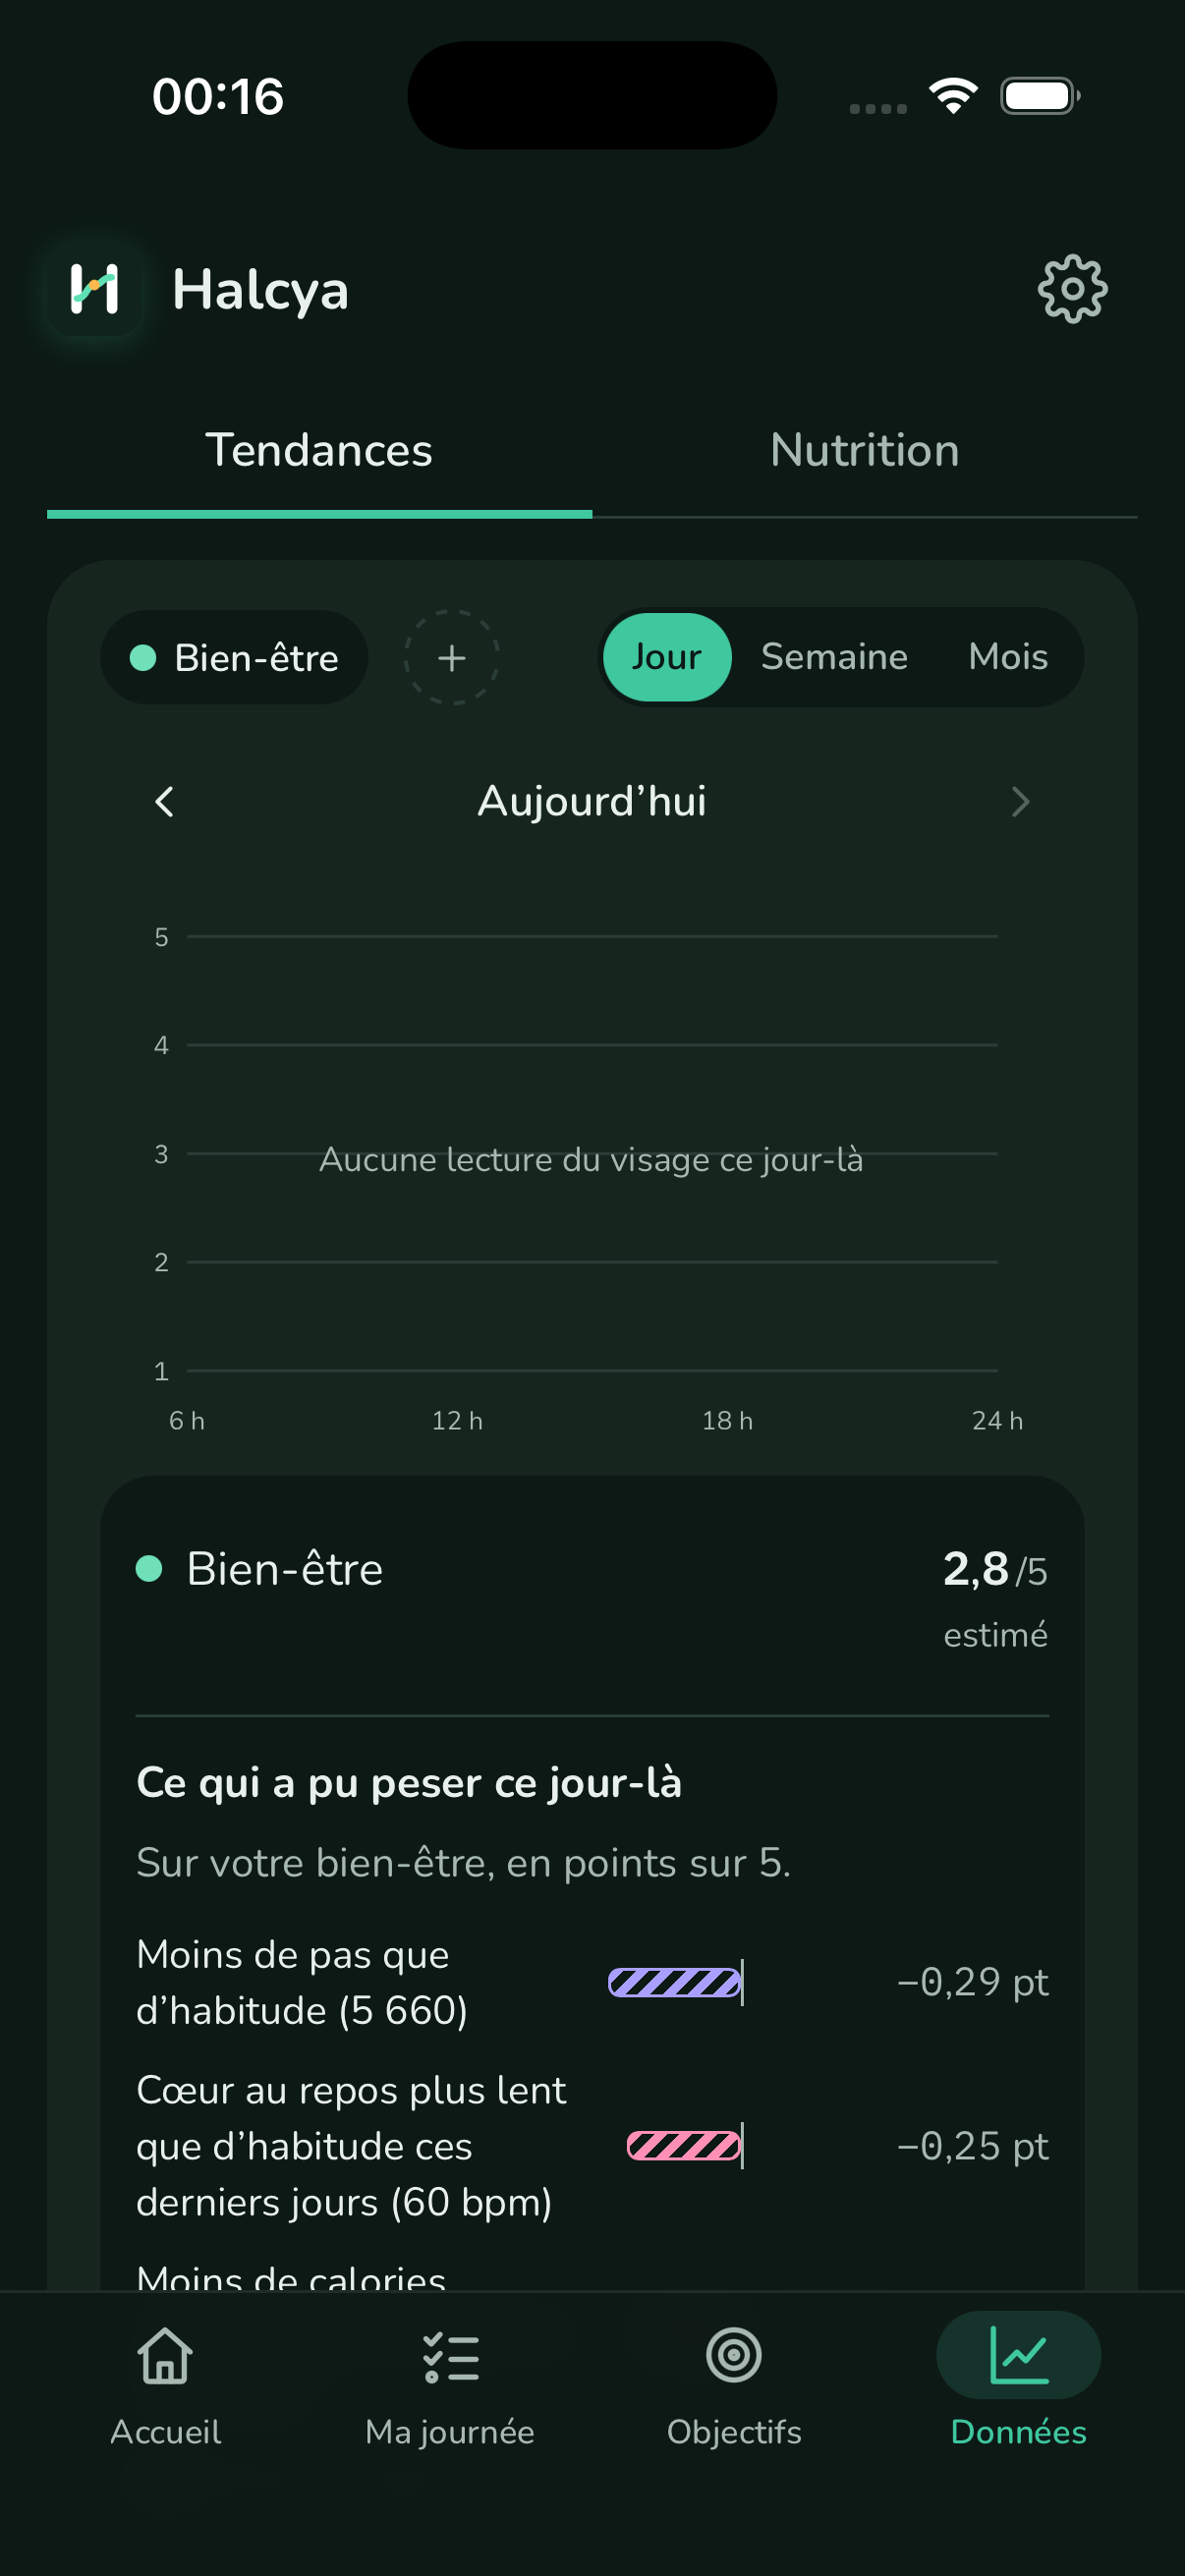 00:16
Halcya
Tendances
Nutrition
Bien-être
+
Jour
Semaine
Mois
Aujourd’hui
5
4
3
Aucune lecture du visage ce jour-là
2
1
6 h
12 h
18 h
24 h
Bien-être
2,8 /5
estimé
Ce qui a pu peser ce jour-là
Sur votre bien-être, en points sur 5.
Moins de pas que
d’habitude (5 660)
−0,29 pt
Cœur au repos plus lent
que d’habitude ces
derniers jours (60 bpm)
−0,25 pt
Moins de calories
Accueil
Ma journée
Objectifs
Données